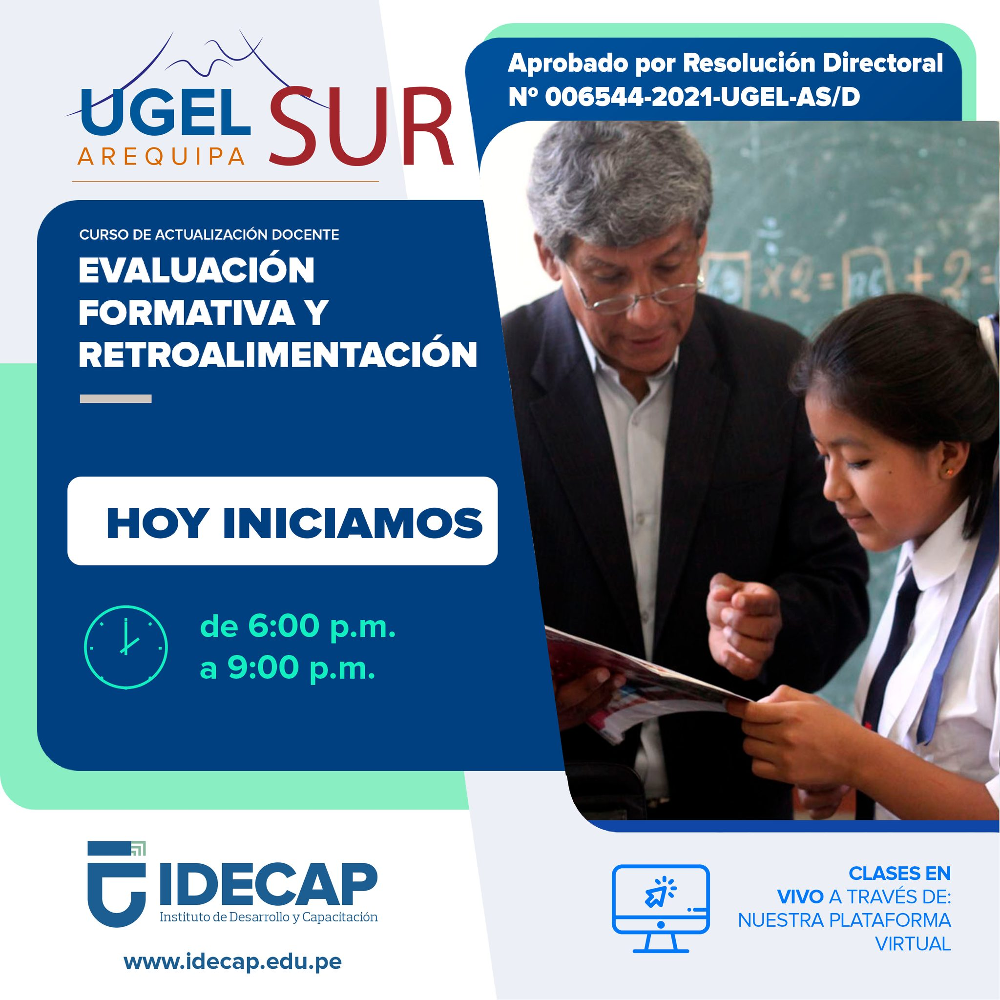 UGEL SUR
AREQUIPA
Aprobado por Resolución Directoral
Nº 006544-2021-UGEL-AS/D
CURSO DE ACTUALIZACIÓN DOCENTE
EVALUACIÓN
FORMATIVA Y
RETROALIMENTACIÓN
HOY INICIAMOS
de 6:00 p.m.
a 9:00 p.m.
IDECAP
Instituto de Desarrollo y Capacitación
www.idecap.edu.pe
CLASES EN
VIVO A TRAVÉS DE:
NUESTRA PLATAFORMA
VIRTUAL